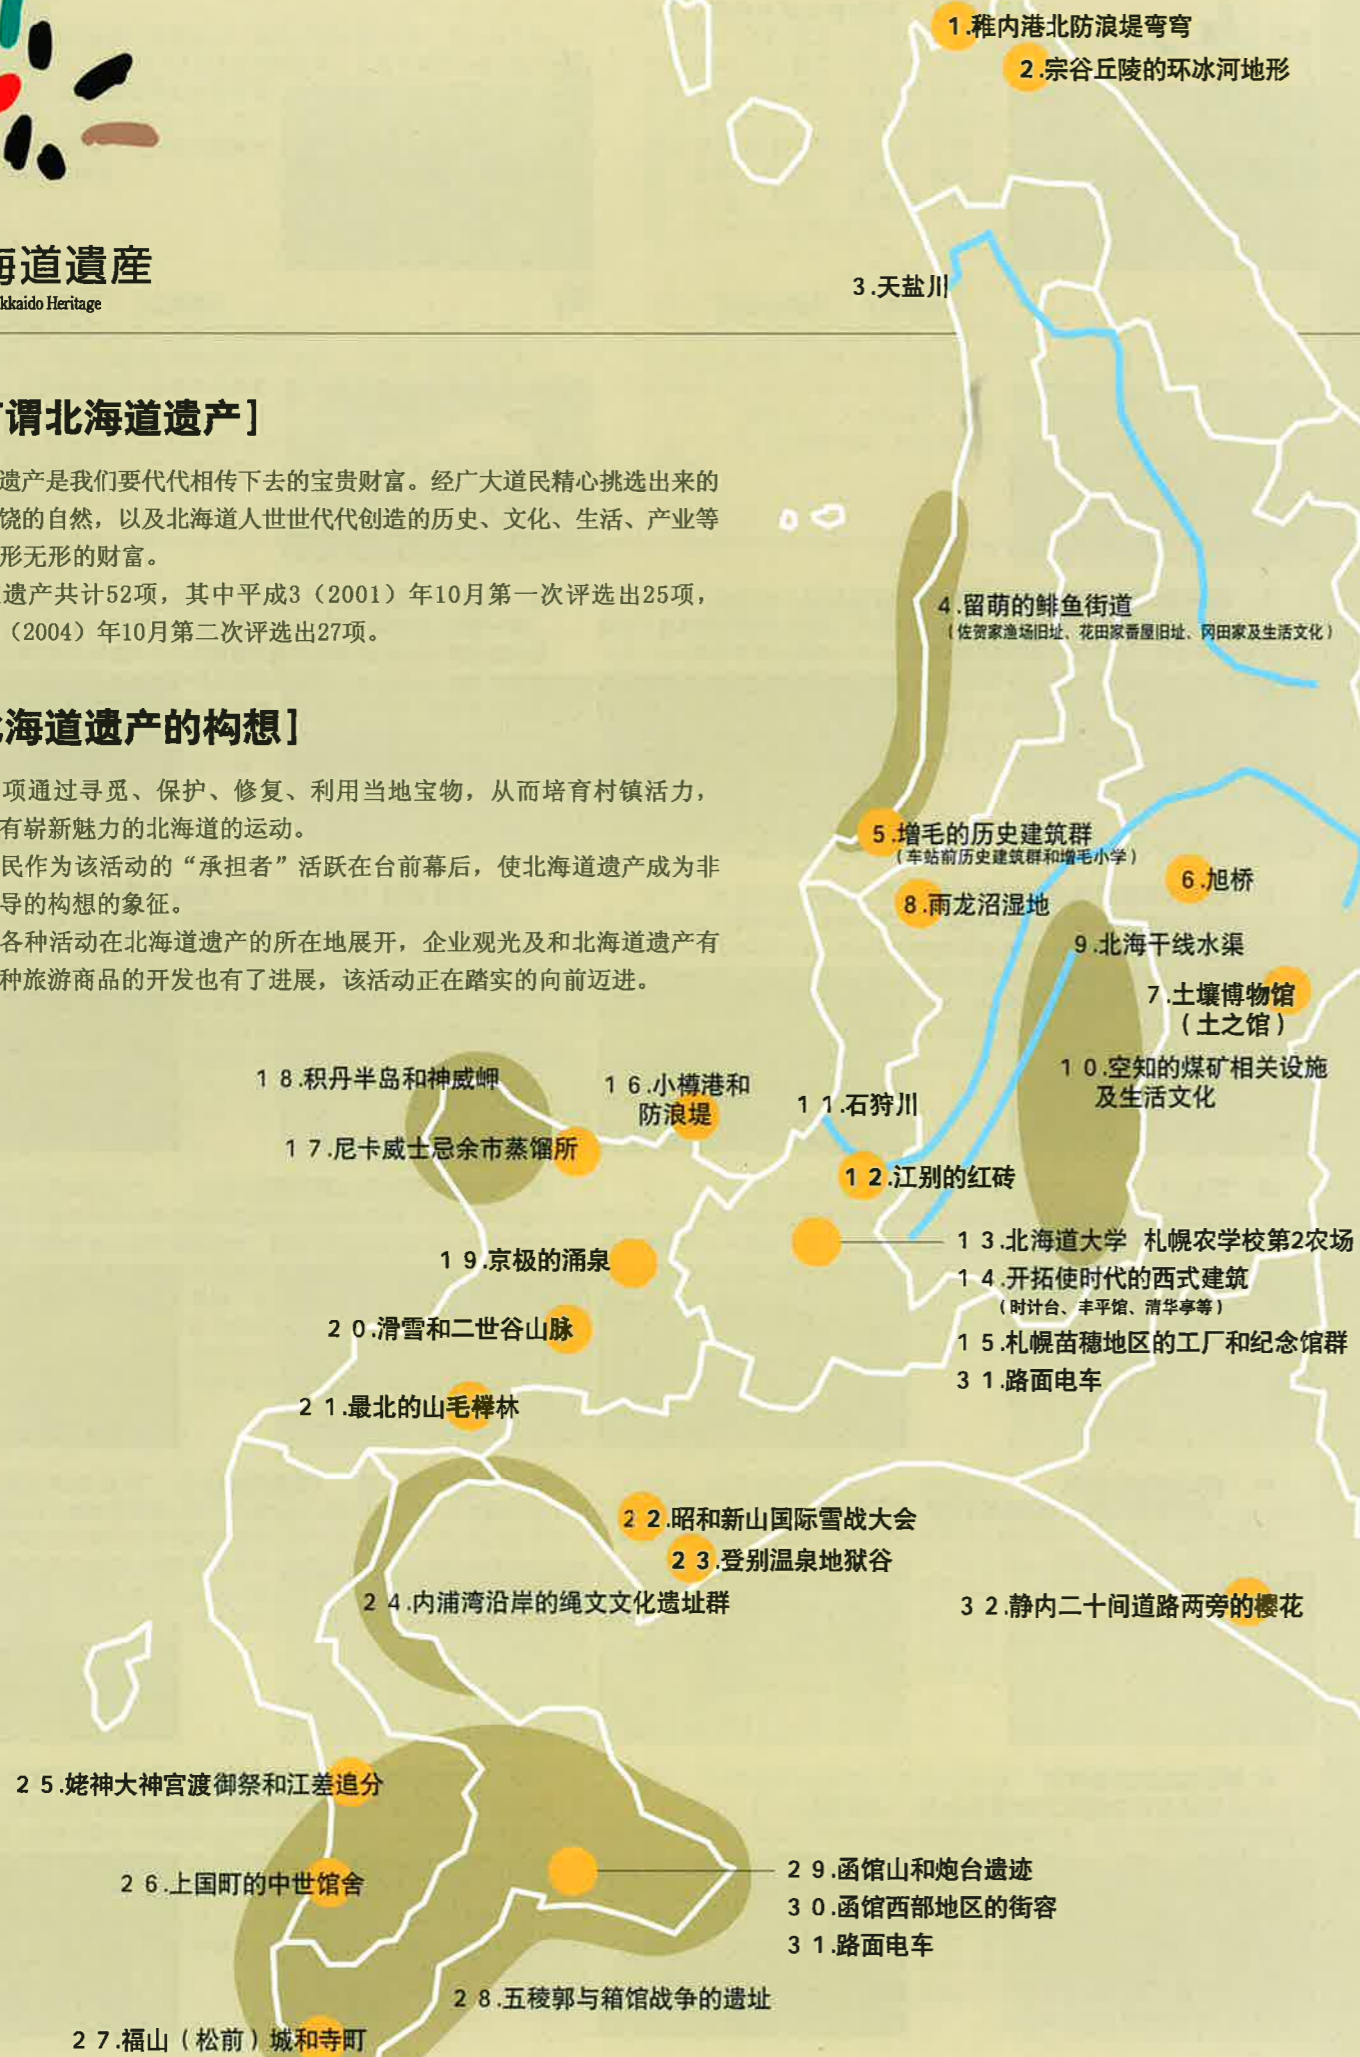 1.稚内港北防浪堤弯穹
2.宗谷丘陵的环冰河地形
海道遺産
kkaido Heritage
3.天盐川
谓北海道遗产]
遗产是我们要代代相传下去的宝贵财富。经广大道民精心挑选出来的
饶的自然，以及北海道人世世代代创造的历史、文化、生活、产业等
形无形的财富。
遗产共计52项，其中平成3（2001）年10月第一次评选出25项，
（2004）年10月第二次评选出27项。
4.留萌的鲱鱼街道
（佐贺家渔场旧址、花田家番屋旧址、冈田家及生活文化）
海道遗产的构想]
项通过寻觅、保护、修复、利用当地宝物，从而培育村镇活力，
有崭新魅力的北海道的运动。
民作为该活动的“承担者”活跃在台前幕后，使北海道遗产成为非
导的构想的象征。
各种活动在北海道遗产的所在地展开，企业观光及和北海道遗产有
种旅游商品的开发也有了进展，该活动正在踏实的向前迈进。
5.增毛的历史建筑群
（车站前历史建筑群和增毛小学）
6.旭桥
8.雨龙沼湿地
9.北海干线水渠
7.土壤博物馆
（土之馆）
10.空知的煤矿相关设施
及生活文化
18.积丹半岛和神威岬
16.小樽港和
防浪堤
11.石狩川
17.尼卡威士忌余市蒸馏所
12.江别的红砖
13.北海道大学 札幌农学校第2农场
14.开拓使时代的西式建筑
（时计台、丰平馆、清华亭等）
15.札幌苗穗地区的工厂和纪念馆群
31.路面电车
19.京极的涌泉
20.滑雪和二世谷山脉
21.最北的山毛榉林
22.昭和新山国际雪战大会
23.登别温泉地狱谷
24.内浦湾沿岸的绳文文化遗址群
32.静内二十间道路两旁的樱花
25.姥神大神宫渡御祭和江差追分
26.上国町的中世馆舍
29.函馆山和炮台遗迹
30.函馆西部地区的街容
31.路面电车
28.五稜郭与箱馆战争的遗址
27.福山（松前）城和寺町